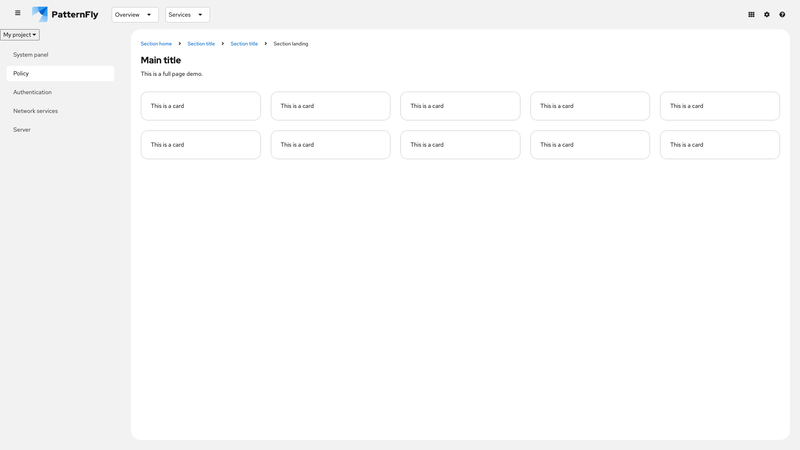 PatternFly
Overview
Services
My project
System panel
Policy
Authentication
Network services
Server
Section home
Section title
Section title
Section landing
Main title
This is a full page demo.
This is a card
This is a card
This is a card
This is a card
This is a card
This is a card
This is a card
This is a card
This is a card
This is a card